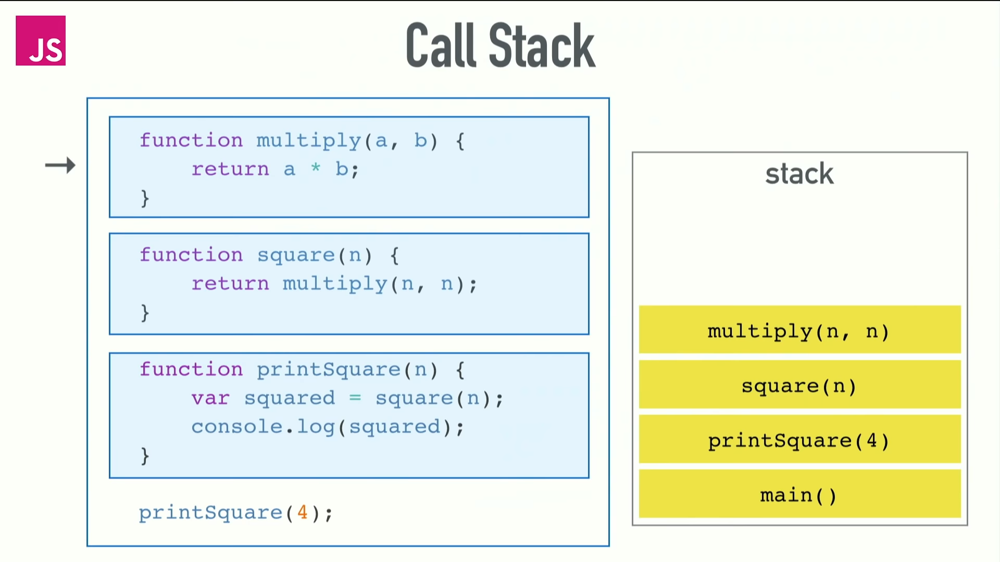 JS
Call Stack
function multiply(a, b) {
    return a * b;
}
function square(n) {
    return multiply(n, n);
}
function printSquare(n) {
    var squared = square(n);
    console.log(squared);
}
printSquare(4);
stack
multiply(n, n)
square(n)
printSquare(4)
main()